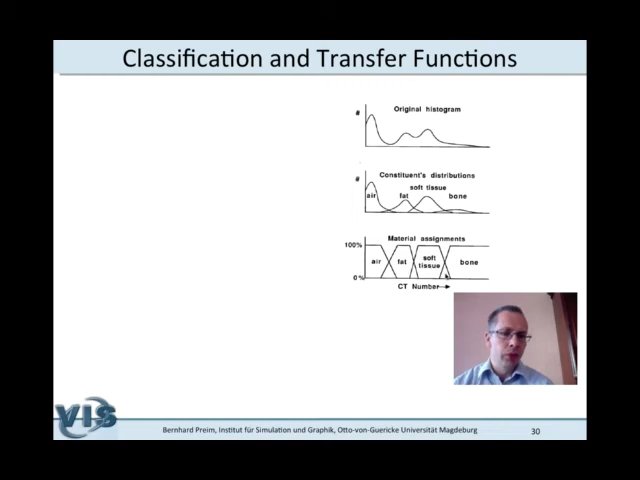 Classification and Transfer Functions
Original histogram
#
Constituent's distributions
#
soft tissue
air
fat
bone
Material assignments
100%
air
fat
soft
tissue
bone
0%
CT Number
VIS
Bernhard Preim, Institut für Simulation und Graphik, Otto-von-Guericke Universität Magdeburg
30